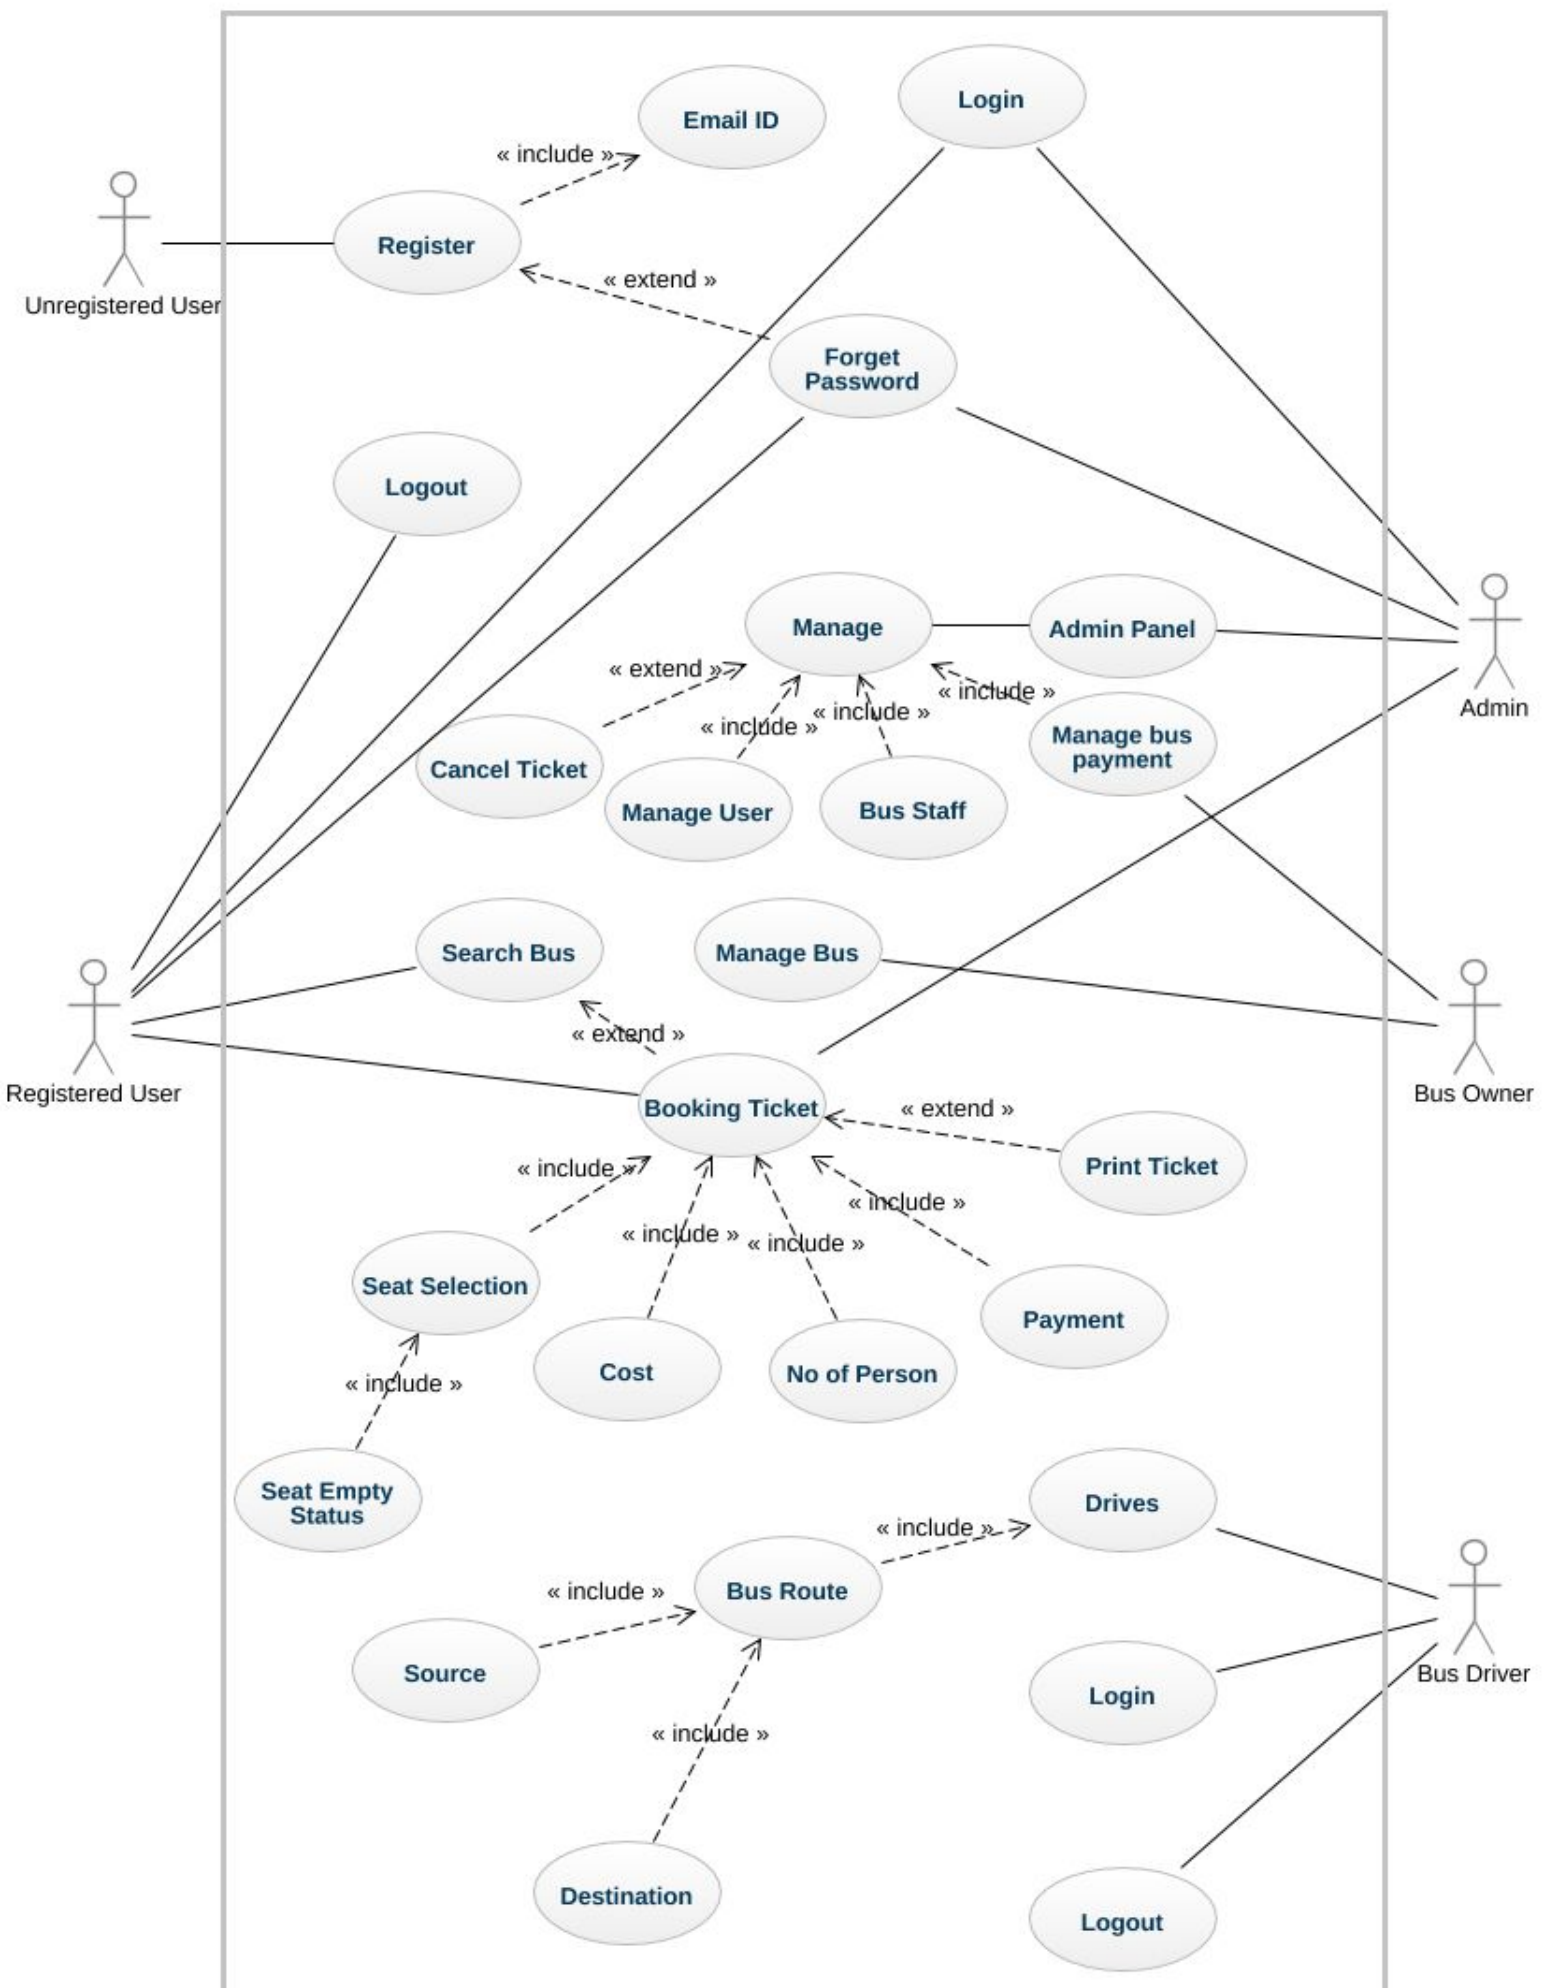 Login
Email ID
« include »
Register
« extend »
Unregistered User
Forget
Password
Logout
Manage
Admin Panel
« extend »
« include »
« include »
« include »
Admin
Manage bus
payment
Cancel Ticket
Manage User
Bus Staff
Search Bus
Manage Bus
« extend »
Registered User
Bus Owner
Booking Ticket
« extend »
Print Ticket
« include »
« include »
« include »
« include »
Seat Selection
Payment
Cost
No of Person
« include »
Seat Empty
Status
Drives
« include »
Bus Route
« include »
Source
Bus Driver
Login
« include »
Destination
Logout